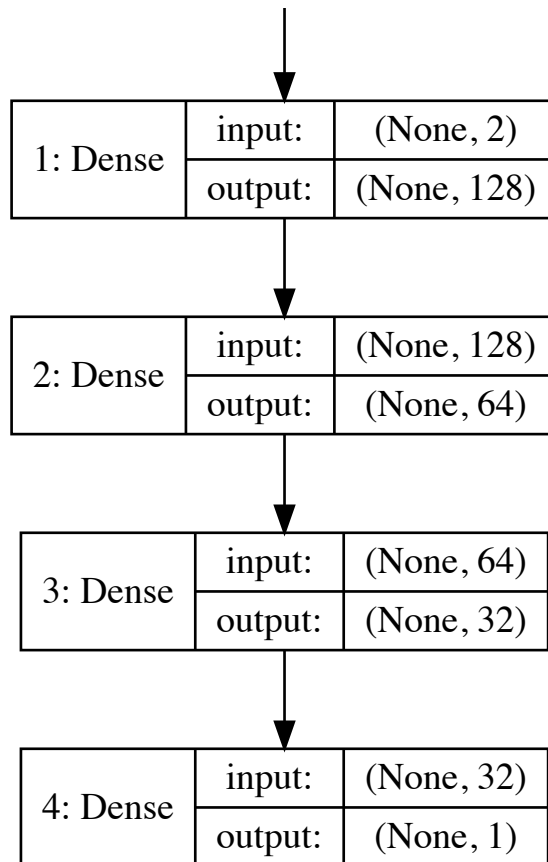 1: Dense
input: (None, 2)
output: (None, 128)
2: Dense
input: (None, 128)
output: (None, 64)
3: Dense
input: (None, 64)
output: (None, 32)
4: Dense
input: (None, 32)
output: (None, 1)